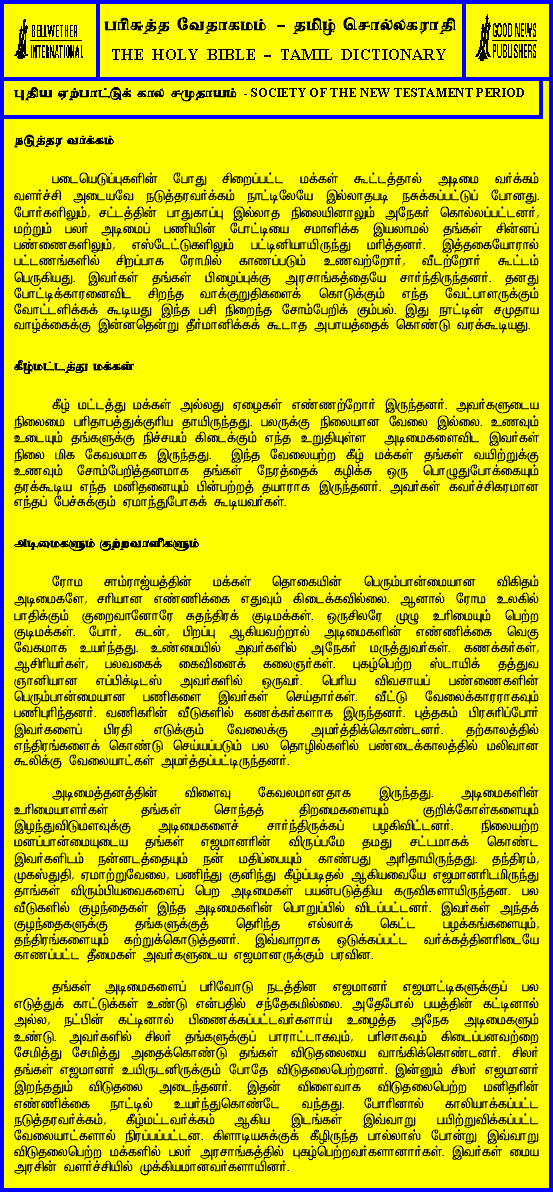 BELLWETHER
INTERNATIONAL
பரிசுத்த வேதாகமம் – தமிழ் சொல்லகராதி
THE HOLY BIBLE – TAMIL DICTIONARY
GOOD NEWS
PUBLISHERS
புதிய ஏற்பாட்டுக் கால சமுதாயம் - SOCIETY OF THE NEW TESTAMENT PERIOD
நடுத்தர வர்க்கம்
படையெடுப்புகளின் போது சிறைப்பட்ட மக்கள் கூட்டத்தால் அடிமை வர்க்கம்
வளர்ச்சி அடையவே நடுத்தரவர்க்கம் நாட்டிலேயே இல்லாதபடி நசுக்கப்பட்டுப் போனது.
போர்களிலும், சட்டத்தின் பாதுகாப்பு இல்லாத நிலையினாலும் அநேகர் கொல்லப்பட்டனர்,
மற்றும் பலர் அடிமைப் பணியின் போட்டியை சமாளிக்க இயலாமல் தங்கள் சின்னப்
பண்ணைகளிலும், எஸ்டேட்டுகளிலும் பட்டினியாயிருந்து மரித்தனர். இத்தகையோரால்
பட்டணங்களில் சிறப்பாக ரோமில் காணப்படும் உணவற்றோர், வீடற்றோர் கூட்டம்
பெருகியது. இவர்கள் தங்கள் பிழைப்புக்கு அரசாங்கத்தையே சார்ந்திருந்தனர். தனது
போட்டிக்காரனைவிட சிறந்த வாக்குறுதிகளைக் கொடுக்கும் எந்த வேட்பாளருக்கும்
வோட்டளிக்கக் கூடியது இந்த பசி நிறைந்த சோம்பேறிக் கும்பல். இது நாட்டின் சமுதாய
வாழ்க்கைக்கு இன்னதென்று தீர்மானிக்கக் கூடாத அபாயத்தைக் கொண்டு வரக்கூடியது.
கீழ்மட்டத்து மக்கள்
கீழ் மட்டத்து மக்கள் அல்லது ஏழைகள் எண்ணற்றோர் இருந்தனர். அவர்களுடைய
நிலைமை பரிதாபத்துக்குரிய தாயிருந்தது. பலருக்கு நிலையான வேலை இல்லை. உணவும்
உடையும் தங்களுக்கு நிச்சயம் கிடைக்கும் எந்த உறுதியுள்ள அடிமைகளைவிட இவர்கள்
நிலை மிக கேவலமாக இருந்தது. இந்த வேலையற்ற கீழ் மக்கள் தங்கள் வயிற்றுக்கு
உணவும் சோம்பேறித்தனமாக தங்கள் நேரத்தைக் கழிக்க ஒரு பொழுதுபோக்கையும்
தரக்கூடிய எந்த மனிதனையும் பின்பற்றத் தயாராக இருந்தனர். அவர்கள் கவர்ச்சிகரமான
எந்தப் பேச்சுக்கும் ஏமாந்துபோகக் கூடியவர்கள்.
அடிமைகளும் குற்றவாளிகளும்
ரோம சாம்ராஜ்யத்தின் மக்கள் தொகையின் பெரும்பான்மையான விகிதம்
அடிமைகளே, சரியான எண்ணிக்கை எதுவும் கிடைக்கவில்லை. ஆனால் ரோம உலகில்
பாதிக்கும் குறைவானோரே சுதந்திரக் குடிமக்கள். ஒருசிலரே முழு உரிமையும் பெற்ற
குடிமக்கள். போர், கடன், பிறப்பு ஆகியவற்றால் அடிமைகளின் எண்ணிக்கை வெகு
வேகமாக உயர்ந்தது. உண்மையில் அவர்களில் அநேகர் மருத்துவர்கள். கணக்கர்கள்,
ஆசிரியர்கள், பலவகைக் கைவினைக் கலைஞர்கள். புகழ்பெற்ற ஸ்டாயிக் தத்துவ
ஞானியான எப்பிக்டிடஸ் அவர்களில் ஒருவர். பெரிய விவசாயப் பண்ணைகளின்
பெரும்பான்மையான பணிகளை இவர்கள் செய்தார்கள். வீட்டு வேலைக்காரராகவும்
பணிபுரிந்தனர். வணிகரின் வீடுகளில் கணக்கர்களாக இருந்தனர். புத்தகம் பிரசுரிப்போர்
இவர்களைப் பிரதி எடுக்கும் வேலைக்கு அமர்த்திக்கொண்டனர். தற்காலத்தில்
எந்திரங்களைக் கொண்டு செய்யப்படும் பல தொழில்களில் பண்டைக்காலத்தில் மலிவான
கூலிக்கு வேலையாட்கள் அமர்த்தப்பட்டிருந்தனர்.
அடிமைத்தனத்தின் விளைவு கேவலமானதாக இருந்தது. அடிமைகளின்
உரிமையாளர்கள் தங்கள் சொந்தத் திறமைகளையும் குறிக்கோள்களையும்
இழந்துவிடுமளவுக்கு அடிமைகளைச் சார்ந்திருக்கப் பழகிவிட்டனர். நிலையற்ற
மனப்பான்மையுடைய தங்கள் எஜமானரின் விருப்பமே தமது சட்டமாகக் கொண்ட
இவர்களிடம் நன்னடத்தையும் நன் மதிப்பையும் காண்பது அரிதாயிருந்தது. தந்திரம்,
முகஸ்துதி, ஏமாற்றுவேலை, பணிந்து குனிந்து கீழ்ப்படிதல் ஆகியவையே எஜமானரிடமிருந்து
தாங்கள் விரும்பியவைகளைப் பெற அடிமைகள் பயன்படுத்திய கருவிகளாயிருந்தன. பல
வீடுகளில் குழந்தைகள் இந்த அடிமைகளின் பொறுப்பில் விடப்பட்டனர். இவர்கள் அந்தக்
குழந்தைகளுக்கு தங்களுக்குத் தெரிந்த எல்லாக் கெட்ட பழக்கங்களையும்,
தந்திரங்களையும் கற்றுக்கொடுத்தனர். இவ்வாறாக ஒடுக்கப்பட்ட வர்க்கத்தினரிடையே
காணப்பட்ட தீமைகள் அவர்களுடைய எஜமானருக்கும் பரவின.
தங்கள் அடிமைகளைப் பரிவோடு நடத்தின எஜமானர் எஜமாட்டிகளுக்குப் பல
எடுத்துக் காட்டுக்கள் உண்டு என்பதில் சந்தேகமில்லை. அதேபோல் பயத்தின் கட்டினால்
அல்ல, நட்பின் கட்டினால் பிணைக்கப்பட்டவர்களாய் உழைத்த அநேக அடிமைகளும்
உண்டு. அவர்களில் சிலர் தங்களுக்குப் பாராட்டாகவும், பரிசாகவும் கிடைப்பனவற்றை
சேமித்து சேமித்து அதைக்கொண்டு தங்கள் விடுதலையை வாங்கிக்கொண்டனர். சிலர்
தங்கள் எஜமானர் உயிருடனிருக்கும் போதே விடுதலைபெற்றனர். இன்னும் சிலர் எஜமானர்
இறந்ததும் விடுதலை அடைந்தனர். இதன் விளைவாக விடுதலைபெற்ற மனிதரின்
எண்ணிக்கை நாட்டில் உயர்ந்துகொண்டே வந்தது. போரினால் காலியாக்கப்பட்ட
நடுத்தரவர்க்கம், கீழ்மட்டவர்க்கம் ஆகிய இடங்கள் இவ்வாறு பயிற்றுவிக்கப்பட்ட
வேலையாட்களால் நிரப்பப்பட்டன. கிளாடியசுக்குக் கீழிருந்த பால்லாஸ் போன்று இவ்வாறு
விடுதலைபெற்ற மக்களில் பலர் அரசாங்கத்தில் புகழ்பெற்றவர்களானார்கள். இவர்கள் மைய
அரசின் வளர்ச்சியில் முக்கியமானவர்களாயினர்.